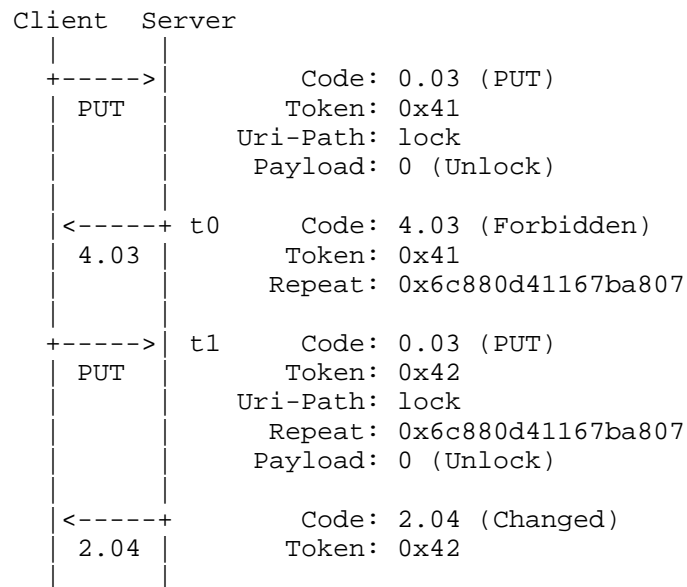 Client  Server
   |      |
   +----->|        Code: 0.03 (PUT)
   | PUT  |       Token: 0x41
   |      |    Uri-Path: lock
   |      |     Payload: 0 (Unlock)
   |      |
   |<-----+ t0     Code: 4.03 (Forbidden)
   | 4.03 |       Token: 0x41
   |      |      Repeat: 0x6c880d41167ba807
   |      |
   +----->| t1     Code: 0.03 (PUT)
   | PUT  |       Token: 0x42
   |      |    Uri-Path: lock
   |      |      Repeat: 0x6c880d41167ba807
   |      |     Payload: 0 (Unlock)
   |      |
   |<-----+        Code: 2.04 (Changed)
   | 2.04 |       Token: 0x42
   |      |